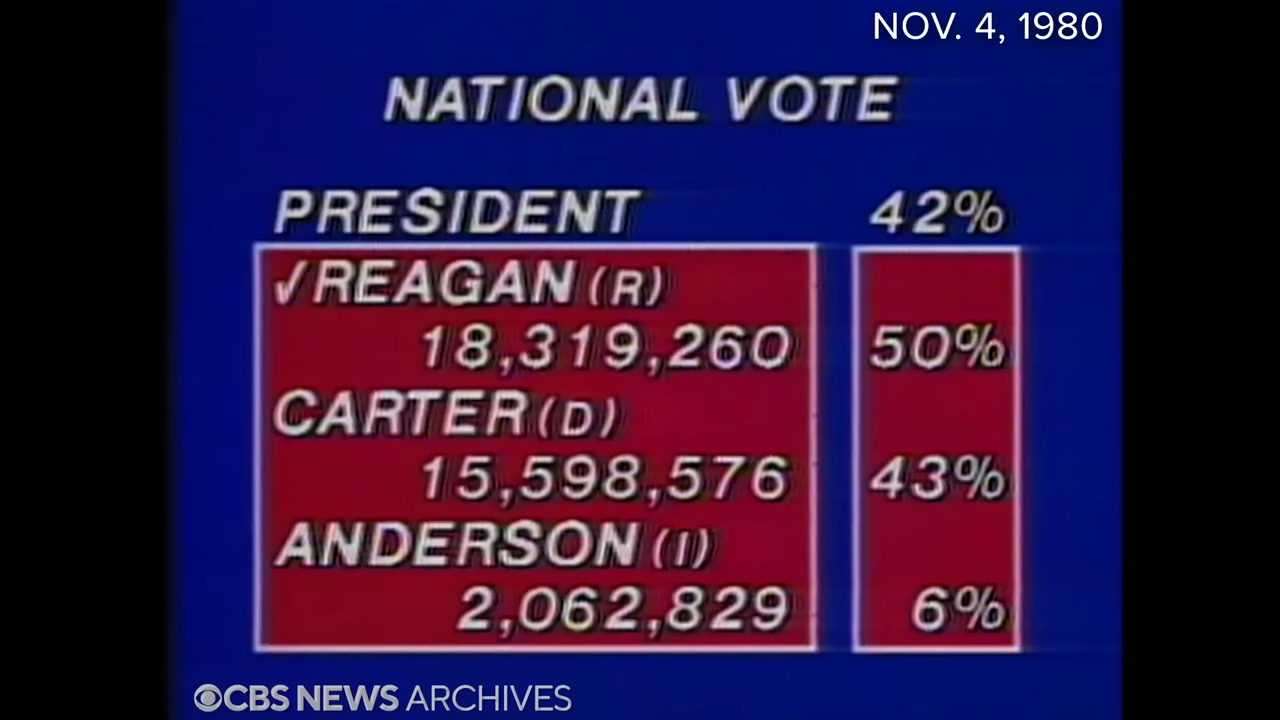 NOV. 4, 1980
NATIONAL VOTE
PRESIDENT 42%
✓REAGAN (R)
18,319,260 50%
CARTER (D)
15,598,576 43%
ANDERSON (I)
2,062,829 6%
CBS NEWS ARCHIVES